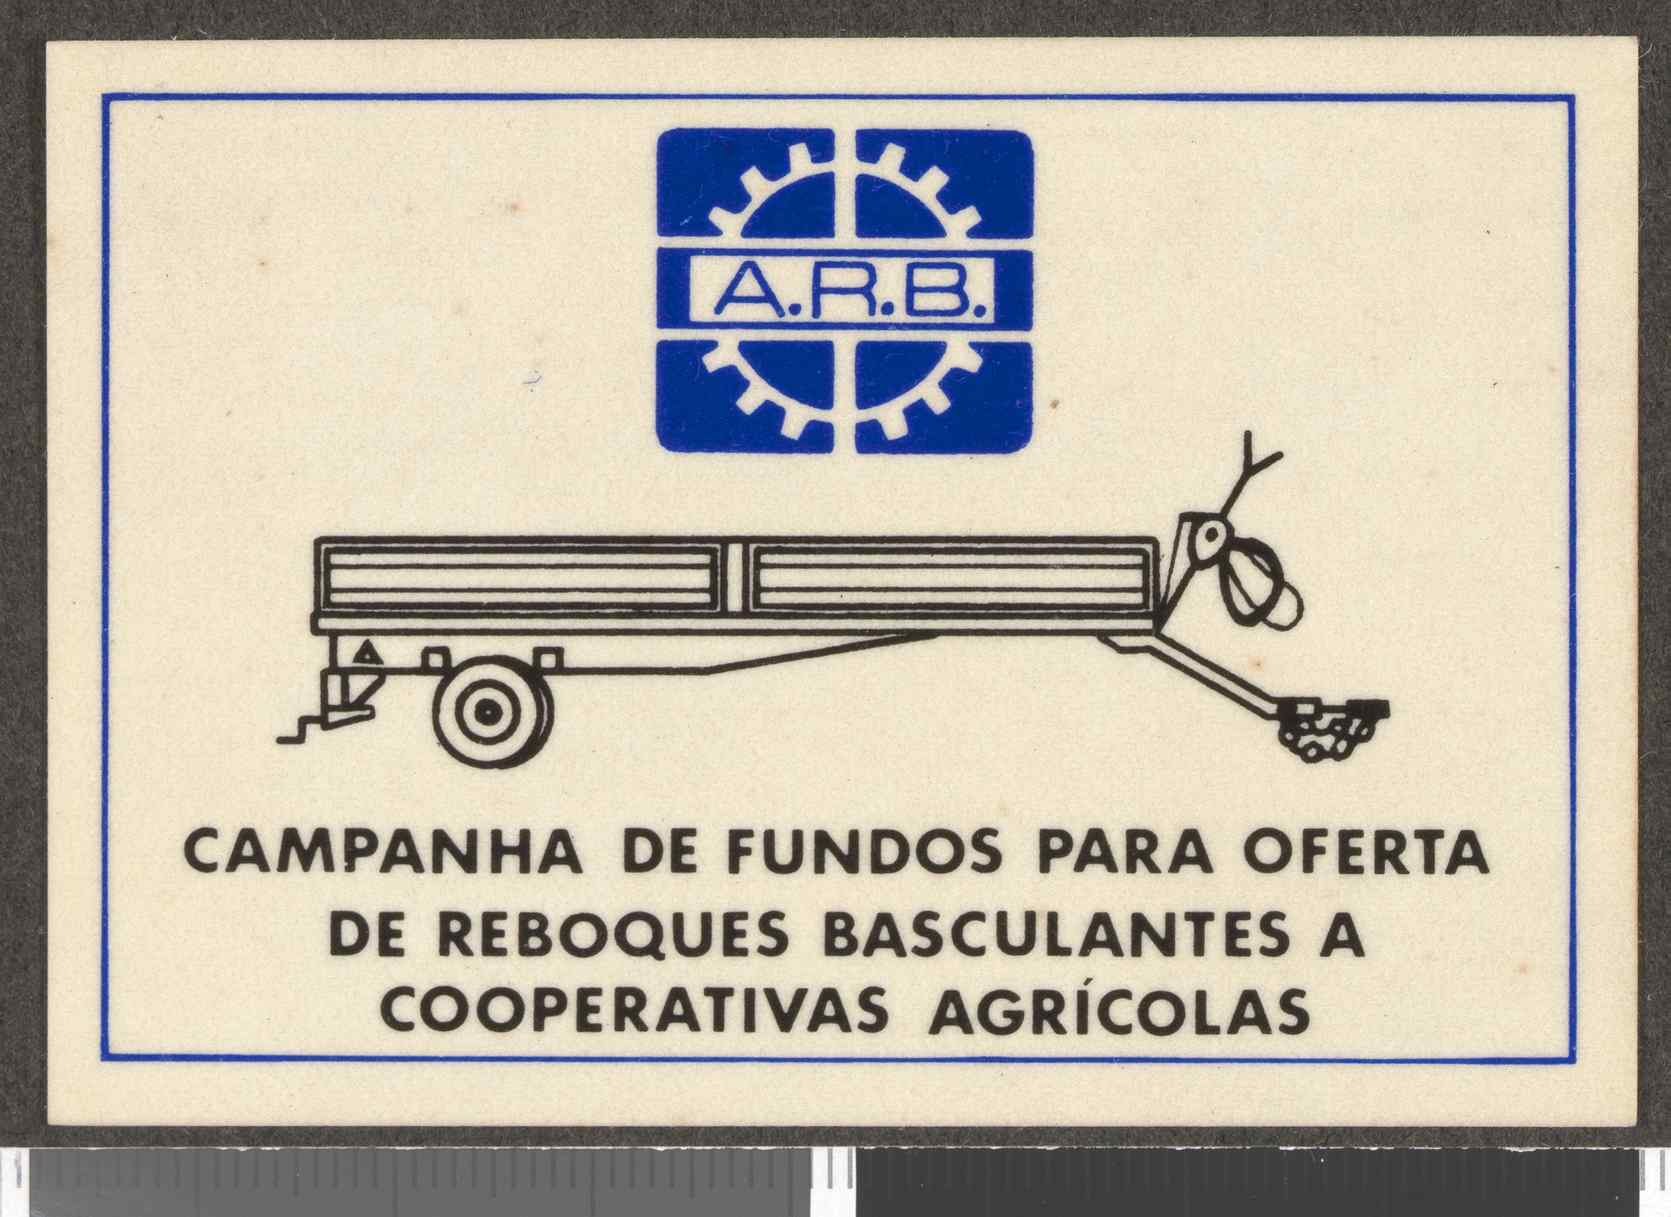 A.R.B.
CAMPANHA DE FUNDOS PARA OFERTA
DE REBOQUES BASCULANTES A
COOPERATIVAS AGRÍCOLAS